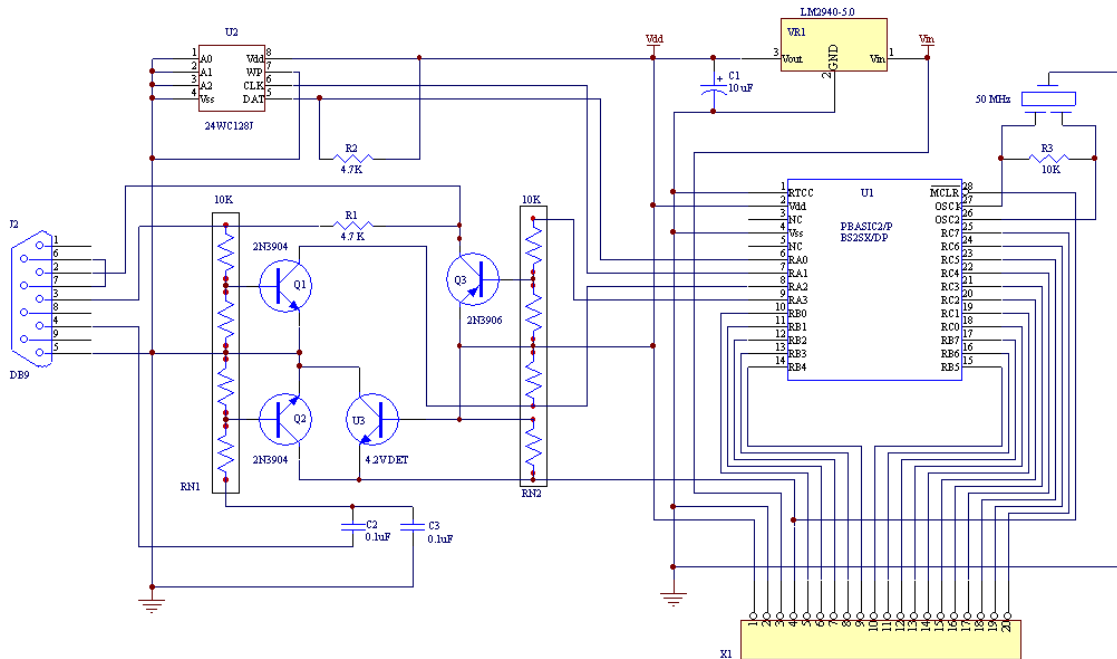 LM2940-5.0
VR1
3 Vout Vin 1
2 GND
Vdd
Vin
U2
1 A0 Vdd 8
2 A1 WP 7
3 A2 CLK 6
4 Vss DAT 5
24WC128J
C1
+
10 uF
50 MHz
R3
10K
R2
4.7K
U1
PBASIC2/P
BS2SX/DP
1 RTCC MCLR 28
2 Vdd OSC1 27
3 NC OSC2 26
4 Vss RC7 25
5 NC RC6 24
6 RA0 RC5 23
7 RA1 RC4 22
8 RA2 RC3 21
9 RA3 RC2 20
10 RB0 RC1 19
11 RB1 RC0 18
12 RB2 RB7 17
13 RB3 RB6 16
14 RB4 RB5 15
J2
1
6
2
7
3
8
4
9
5
DB9
10K
R1
4.7 K
10K
2N3904
Q1
Q3
2N3906
Q2
U3
2N3904
4.2VDET
RN1
RN2
C2
0.1uF
C3
0.1uF
1 2 3 4 5 6 7 8 9 10 11 12 13 14 15 16 17 18 19 20
X1